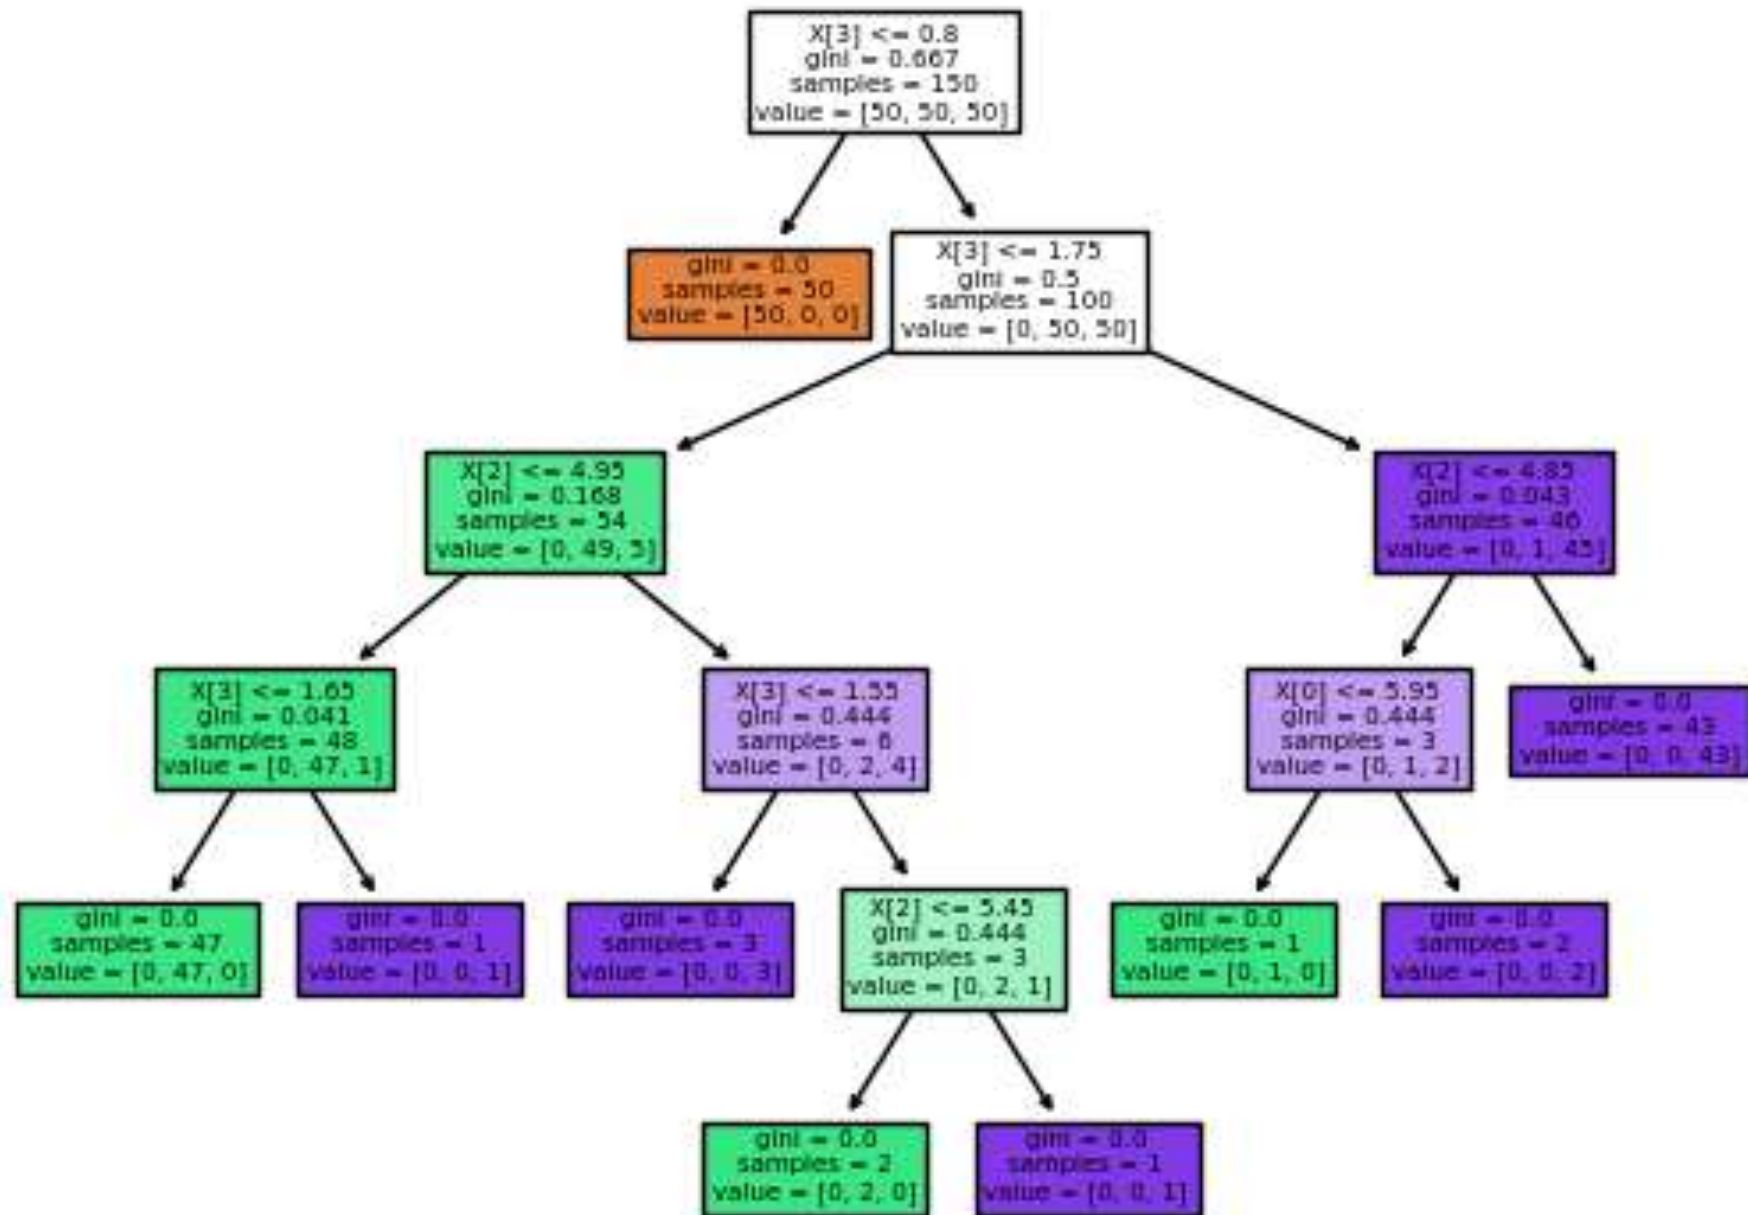 X[3] <= 0.8
gini = 0.667
samples = 150
value = [50, 50, 50]
gini = 0.0
samples = 50
value = [50, 0, 0]
X[3] <= 1.75
gini = 0.5
samples = 100
value = [0, 50, 50]
X[2] <= 4.95
gini = 0.168
samples = 54
value = [0, 49, 5]
X[2] <= 4.85
gini = 0.043
samples = 46
value = [0, 1, 45]
X[3] <= 1.65
gini = 0.041
samples = 48
value = [0, 47, 1]
X[3] <= 1.55
gini = 0.444
samples = 6
value = [0, 2, 4]
X[0] <= 5.95
gini = 0.444
samples = 3
value = [0, 1, 2]
gini = 0.0
samples = 43
value = [0, 0, 43]
gini = 0.0
samples = 47
value = [0, 47, 0]
gini = 0.0
samples = 1
value = [0, 0, 1]
gini = 0.0
samples = 3
value = [0, 0, 3]
X[2] <= 5.45
gini = 0.444
samples = 3
value = [0, 2, 1]
gini = 0.0
samples = 1
value = [0, 1, 0]
gini = 0.0
samples = 2
value = [0, 0, 2]
gini = 0.0
samples = 2
value = [0, 2, 0]
gini = 0.0
samples = 1
value = [0, 0, 1]